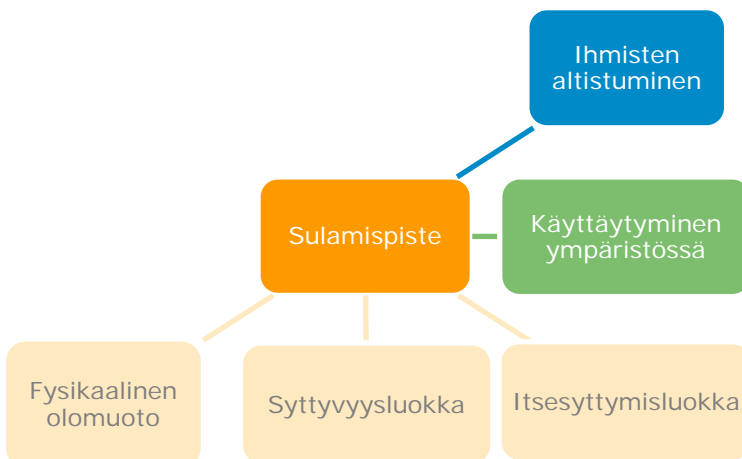 Ihmisten
altistuminen
Sulamispiste
Käyttäytyminen
ympäristössä
Fysikaalinen
olomuoto
Syttyvyysluokka
Itsesyttymisluokka